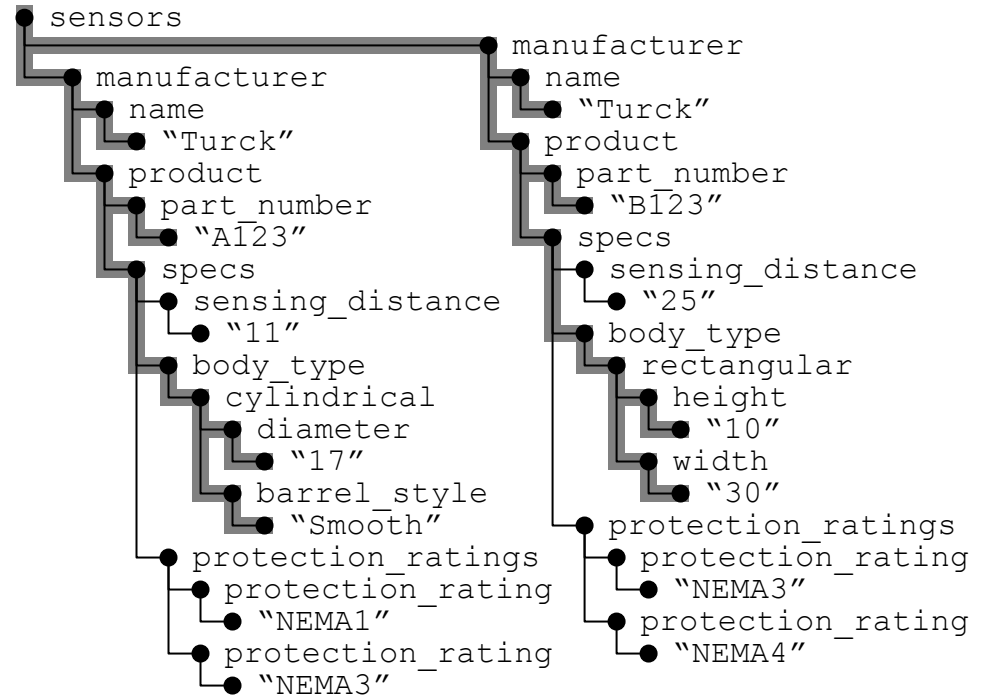 sensors
manufacturer
name
“Turck”
product
part_number
“A123”
specs
sensing_distance
“11”
body_type
cylindrical
diameter
“17”
barrel_style
“Smooth”
protection_ratings
protection_rating
“NEMA1”
protection_rating
“NEMA3”
manufacturer
name
“Turck”
product
part_number
“B123”
specs
sensing_distance
“25”
body_type
rectangular
height
“10”
width
“30”
protection_ratings
protection_rating
“NEMA3”
protection_rating
“NEMA4”